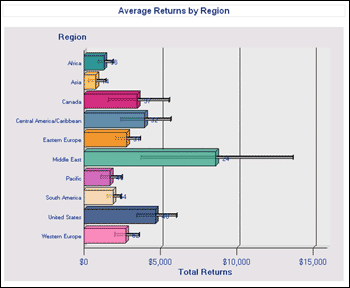 Average Returns by Region
Region
Africa
Asia
Canada
Central America/Caribbean
Eastern Europe
Middle East
24
Pacific
South America
United States
Western Europe
$0
$5,000
$10,000
$15,000
Total Returns